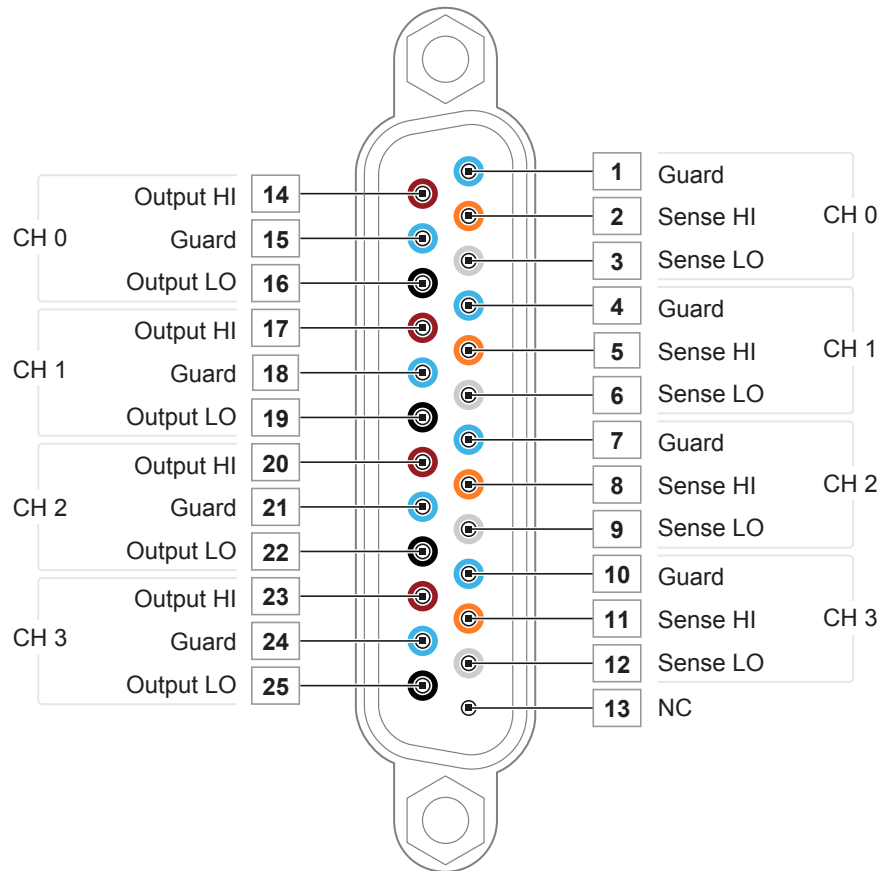 CH 0
Output HI 14
Guard 15
Output LO 16
CH 1
Output HI 17
Guard 18
Output LO 19
CH 2
Output HI 20
Guard 21
Output LO 22
CH 3
Output HI 23
Guard 24
Output LO 25
1 Guard
2 Sense HI
3 Sense LO
CH 0
4 Guard
5 Sense HI
6 Sense LO
CH 1
7 Guard
8 Sense HI
9 Sense LO
CH 2
10 Guard
11 Sense HI
12 Sense LO
CH 3
13 NC